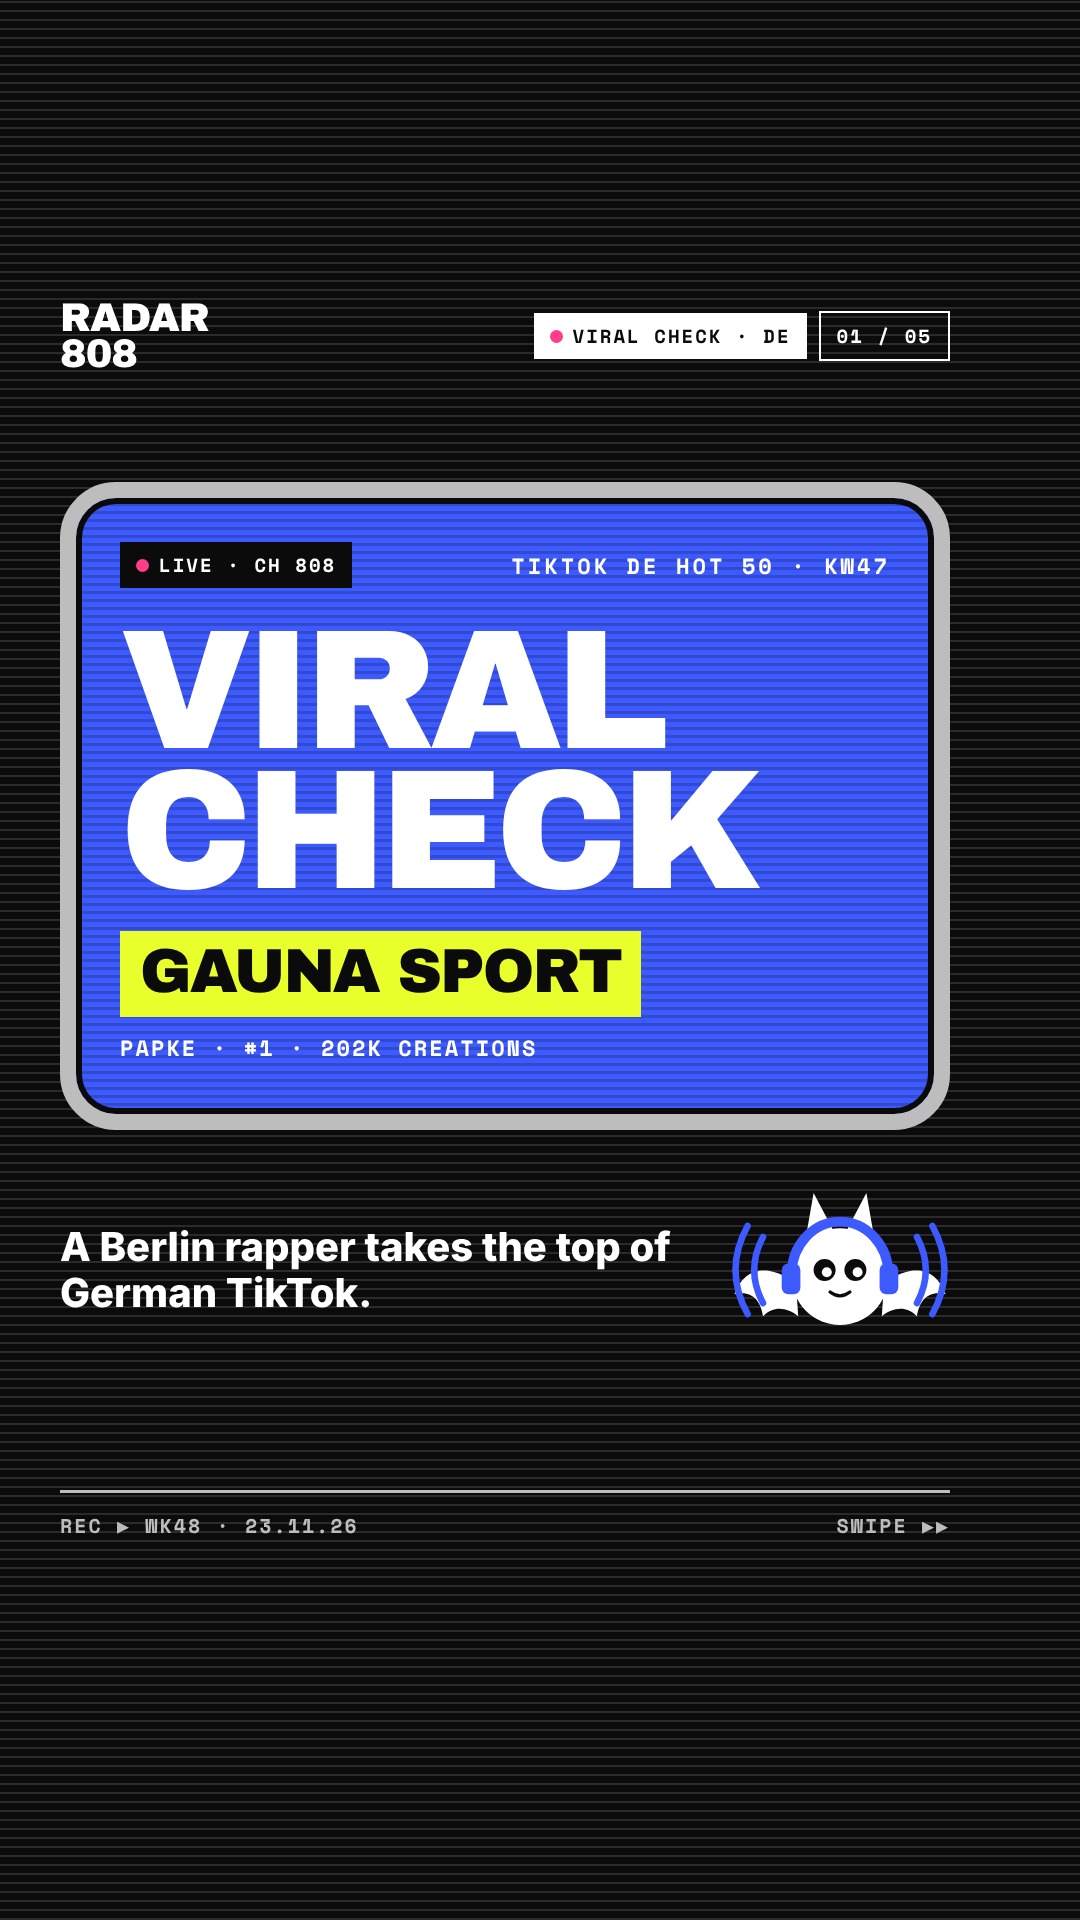 RADAR
808
VIRAL CHECK · DE
01 / 05
LIVE · CH 808
TIKTOK DE HOT 50 · KW47
VIRAL
CHECK
GAUNA SPORT
PAPKE · #1 · 202K CREATIONS
A Berlin rapper takes the top of
German TikTok.
REC ▶ WK48 · 23.11.26
SWIPE ▶▶